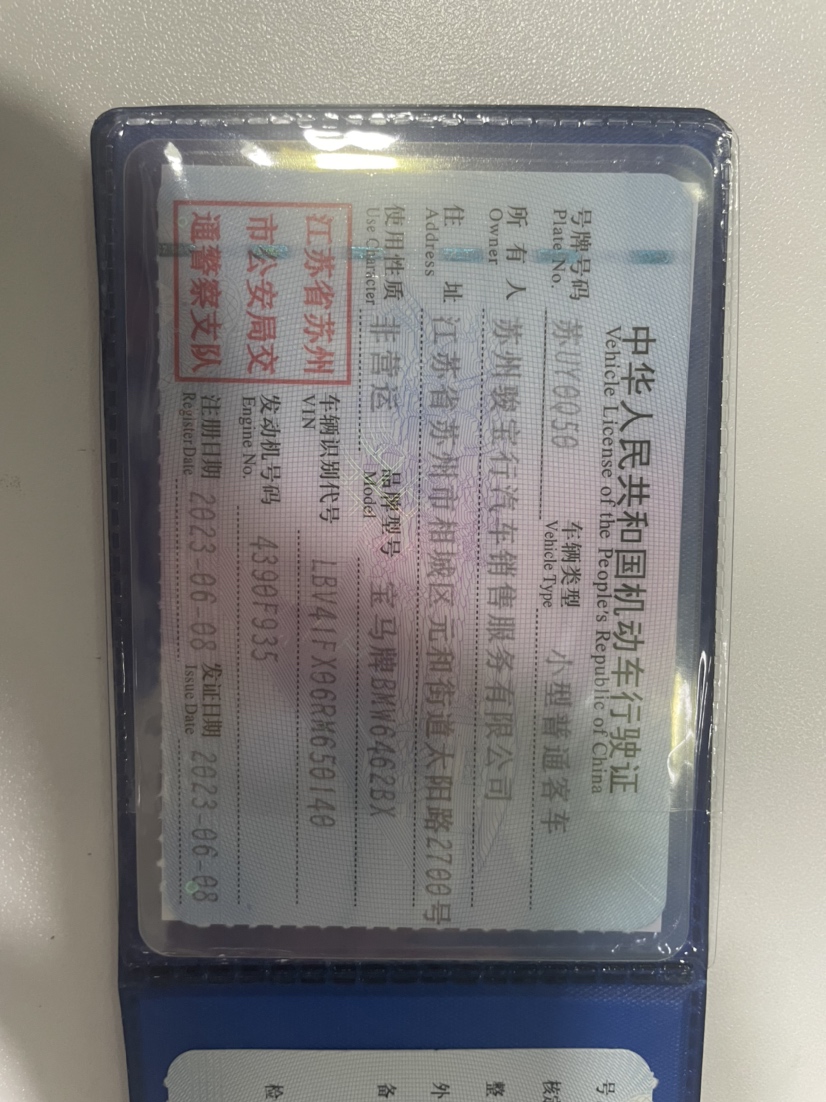 中华人民共和国机动车行驶证
Vehicle License of the People's Republic of China
号牌号码 苏UY0Q50 车辆类型 小型普通客车
Plate No. Vehicle Type
所有人 苏州骏宝行汽车销售服务有限公司
Owner
住址 江苏省苏州市相城区元和街道太阳路2700号
Address
使用性质 非营运 品牌型号 宝马牌BMW6462BX
Use Character Model
江苏省苏州
市公安局交
通警察支队
车辆识别代号 LBV41FX06RM650140
VIN
发动机号码 4390F935
Engine No.
注册日期 2023-06-08 发证日期 2023-06-08
Register Date Issue Date
号
核定
整
外
备
检